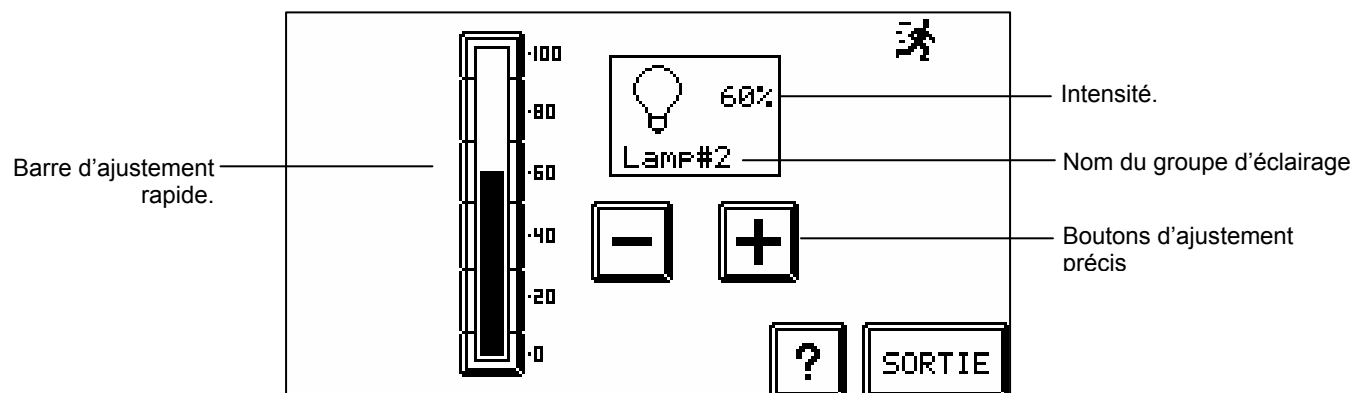 100
80
60
40
20
0
60%
Lamp#2
?
SORTIE
Barre d'ajustement
rapide.
Intensité.
Nom du groupe d'éclairage
Boutons d'ajustement
précis